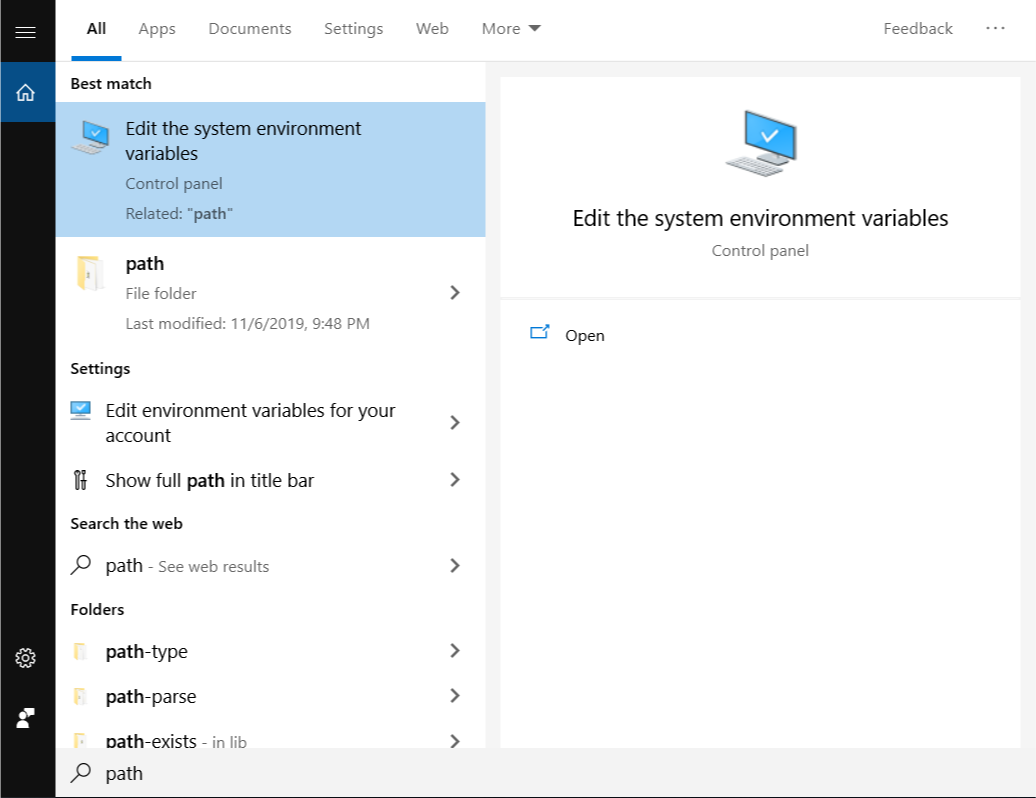 All Apps Documents Settings Web More Feedback ...
Best match
Edit the system environment
variables
Control panel
Related: "path"
path
File folder
Last modified: 11/6/2019, 9:48 PM
Settings
Edit environment variables for your
account
Show full path in title bar
Search the web
path - See web results
Folders
path-type
path-parse
path-exists - in lib
path
Edit the system environment variables
Control panel
Open